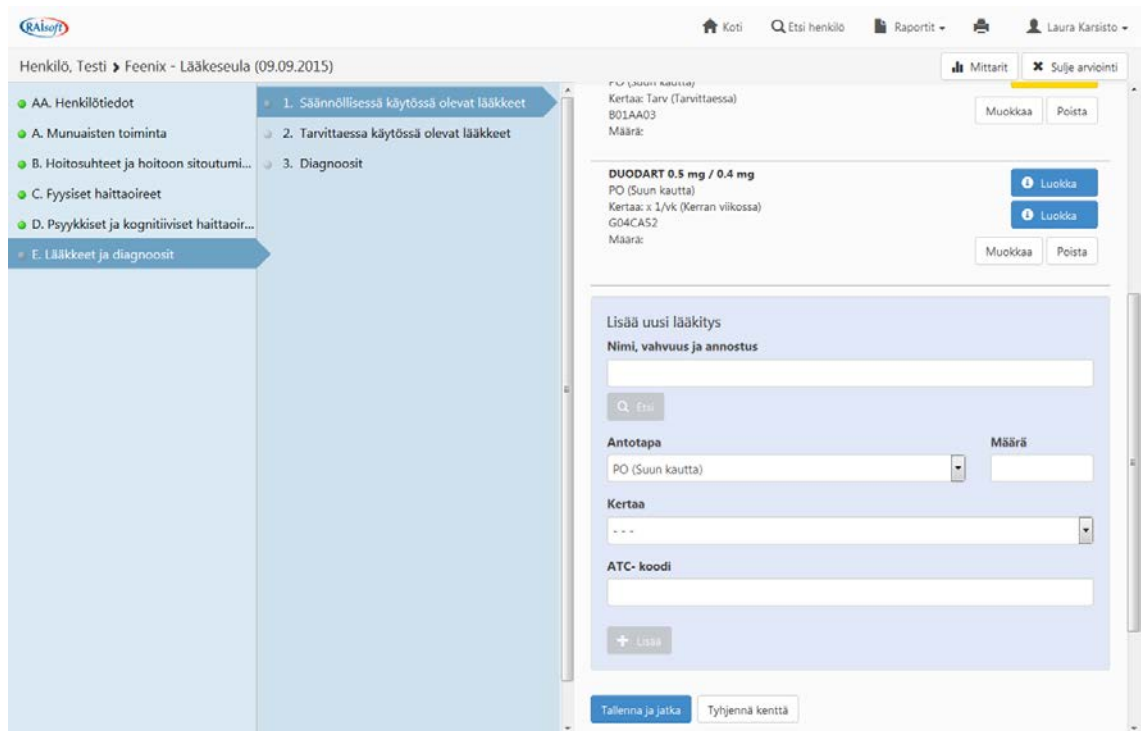 RAIsoft
Koti Etsi henkilö Raportit Laura Karsisto
Henkilö, Testi > Feenix - Lääkeseula (09.09.2015)
Mittarit
Sulje arviointi
AA. Henkilötiedot
A. Munuaisten toiminta
B. Hoitosuhteet ja hoitoon sitoutumi...
C. Fyysiset haittaoireet
D. Psyykkiset ja kognitiiviset haittaoir...
E. Lääkkeet ja diagnoosit
1. Säännöllisessä käytössä olevat lääkkeet
2. Tarvittaessa käytössä olevat lääkkeet
3. Diagnoosit
PO (Suun kautta)
Kertaa: Tarv (Tarvittaessa)
B01AA03
Määrä:
Muokkaa Poista
DUODART 0.5 mg / 0.4 mg
PO (Suun kautta)
Kertaa: x 1/vk (Kerran viikossa)
G04CA52
Määrä:
Luokka
Luokka
Muokkaa Poista
Lisää uusi lääkitys
Nimi, vahvuus ja annostus
Etsi
Antotapa Määrä
PO (Suun kautta)
Kertaa
- - -
ATC- koodi
Lisää
Tallenna ja jatka Tyhjennä kenttä